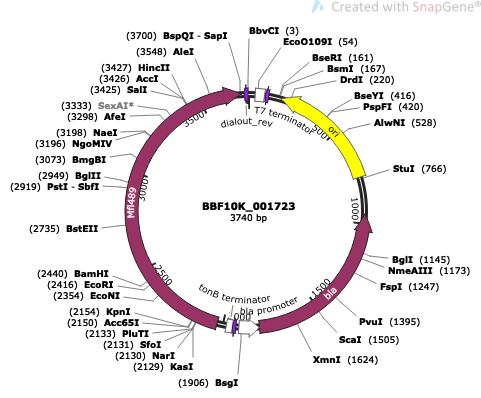 Created with SnapGene®
(3700) BspQI - SapI
BbvCI (3)
EcoO109I (54)
(3548) AleI
BseRI (161)
(3427) HincII
BsmI (167)
(3426) AccI
DrdI (220)
(3425) SalI
BseYI (416)
(3333) SexAI*
PspFI (420)
(3298) AfeI
AlwNI (528)
(3198) NaeI
(3196) NgoMIV
(3073) BmgBI
StuI (766)
(2949) BglII
(2919) PstI - SbfI
(2735) BstEII
BglI (1145)
NmeAIII (1173)
FspI (1247)
(2440) BamHI
(2416) EcoRI
(2354) EcoNI
PvuI (1395)
(2154) KpnI
(2150) Acc65I
ScaI (1505)
(2133) PluTI
(2131) SfoI
XmnI (1624)
(2130) NarI
(2129) KasI
(1906) BsgI
T7 terminator
dialout_rev
ori
500
1000
1500
bla
bla promoter
tonB terminator
000
2500
3000
3500
Mfl489
BBF10K_001723
3740 bp